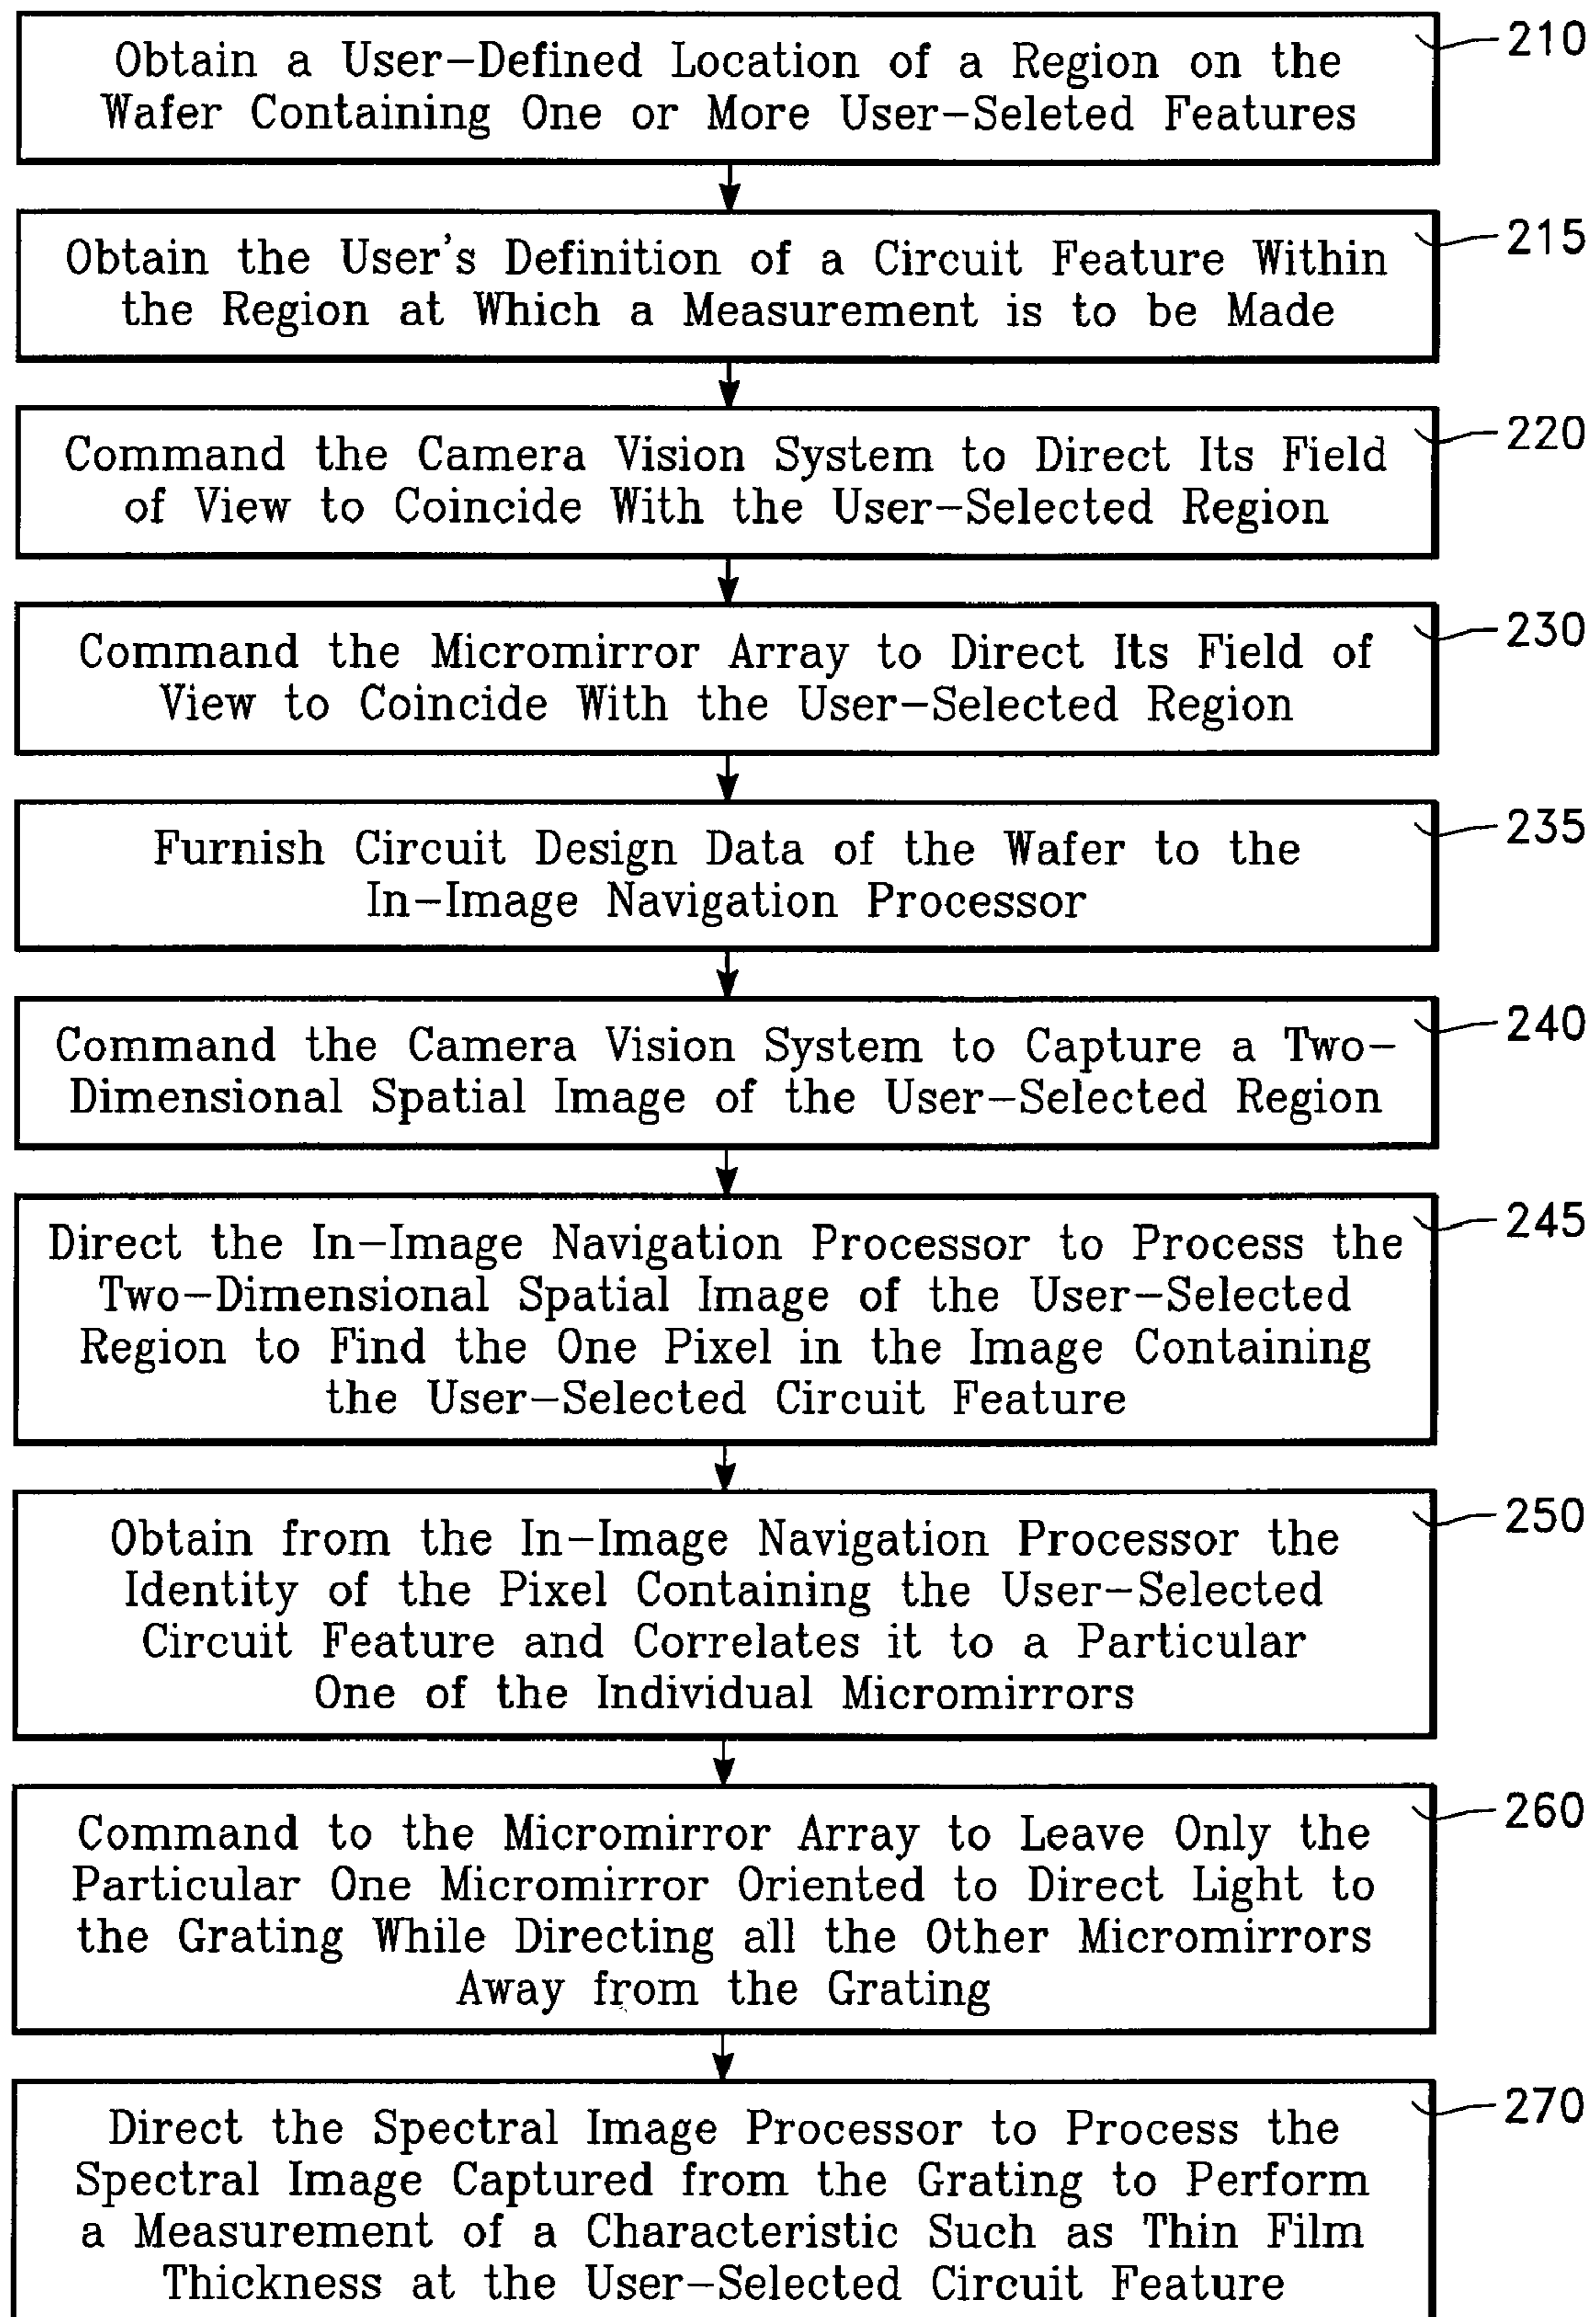 210
Obtain a User-Defined Location of a Region on the
Wafer Containing One or More User-Seleted Features
215
Obtain the User's Definition of a Circuit Feature Within
the Region at Which a Measurement is to be Made
220
Command the Camera Vision System to Direct Its Field
of View to Coincide With the User-Selected Region
230
Command the Micromirror Array to Direct Its Field of
View to Coincide With the User-Selected Region
235
Furnish Circuit Design Data of the Wafer to the
In-Image Navigation Processor
240
Command the Camera Vision System to Capture a Two-
Dimensional Spatial Image of the User-Selected Region
245
Direct the In-Image Navigation Processor to Process the
Two-Dimensional Spatial Image of the User-Selected
Region to Find the One Pixel in the Image Containing
the User-Selected Circuit Feature
250
Obtain from the In-Image Navigation Processor the
Identity of the Pixel Containing the User-Selected
Circuit Feature and Correlates it to a Particular
One of the Individual Micromirrors
260
Command to the Micromirror Array to Leave Only the
Particular One Micromirror Oriented to Direct Light to
the Grating While Directing all the Other Micromirrors
Away from the Grating
270
Direct the Spectral Image Processor to Process the
Spectral Image Captured from the Grating to Perform
a Measurement of a Characteristic Such as Thin Film
Thickness at the User-Selected Circuit Feature